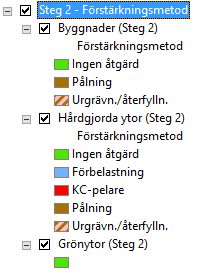 Steg 2 - Förstärkningsmetod
Byggnader (Steg 2)
Förstärkningsmetod
Ingen åtgärd
Pålning
Urgrävn./återfylln.
Hårdgjorda ytor (Steg 2)
Förstärkningsmetod
Ingen åtgärd
Förbelastning
KC-pelare
Pålning
Urgrävn./återfylln.
Grönytor (Steg 2)